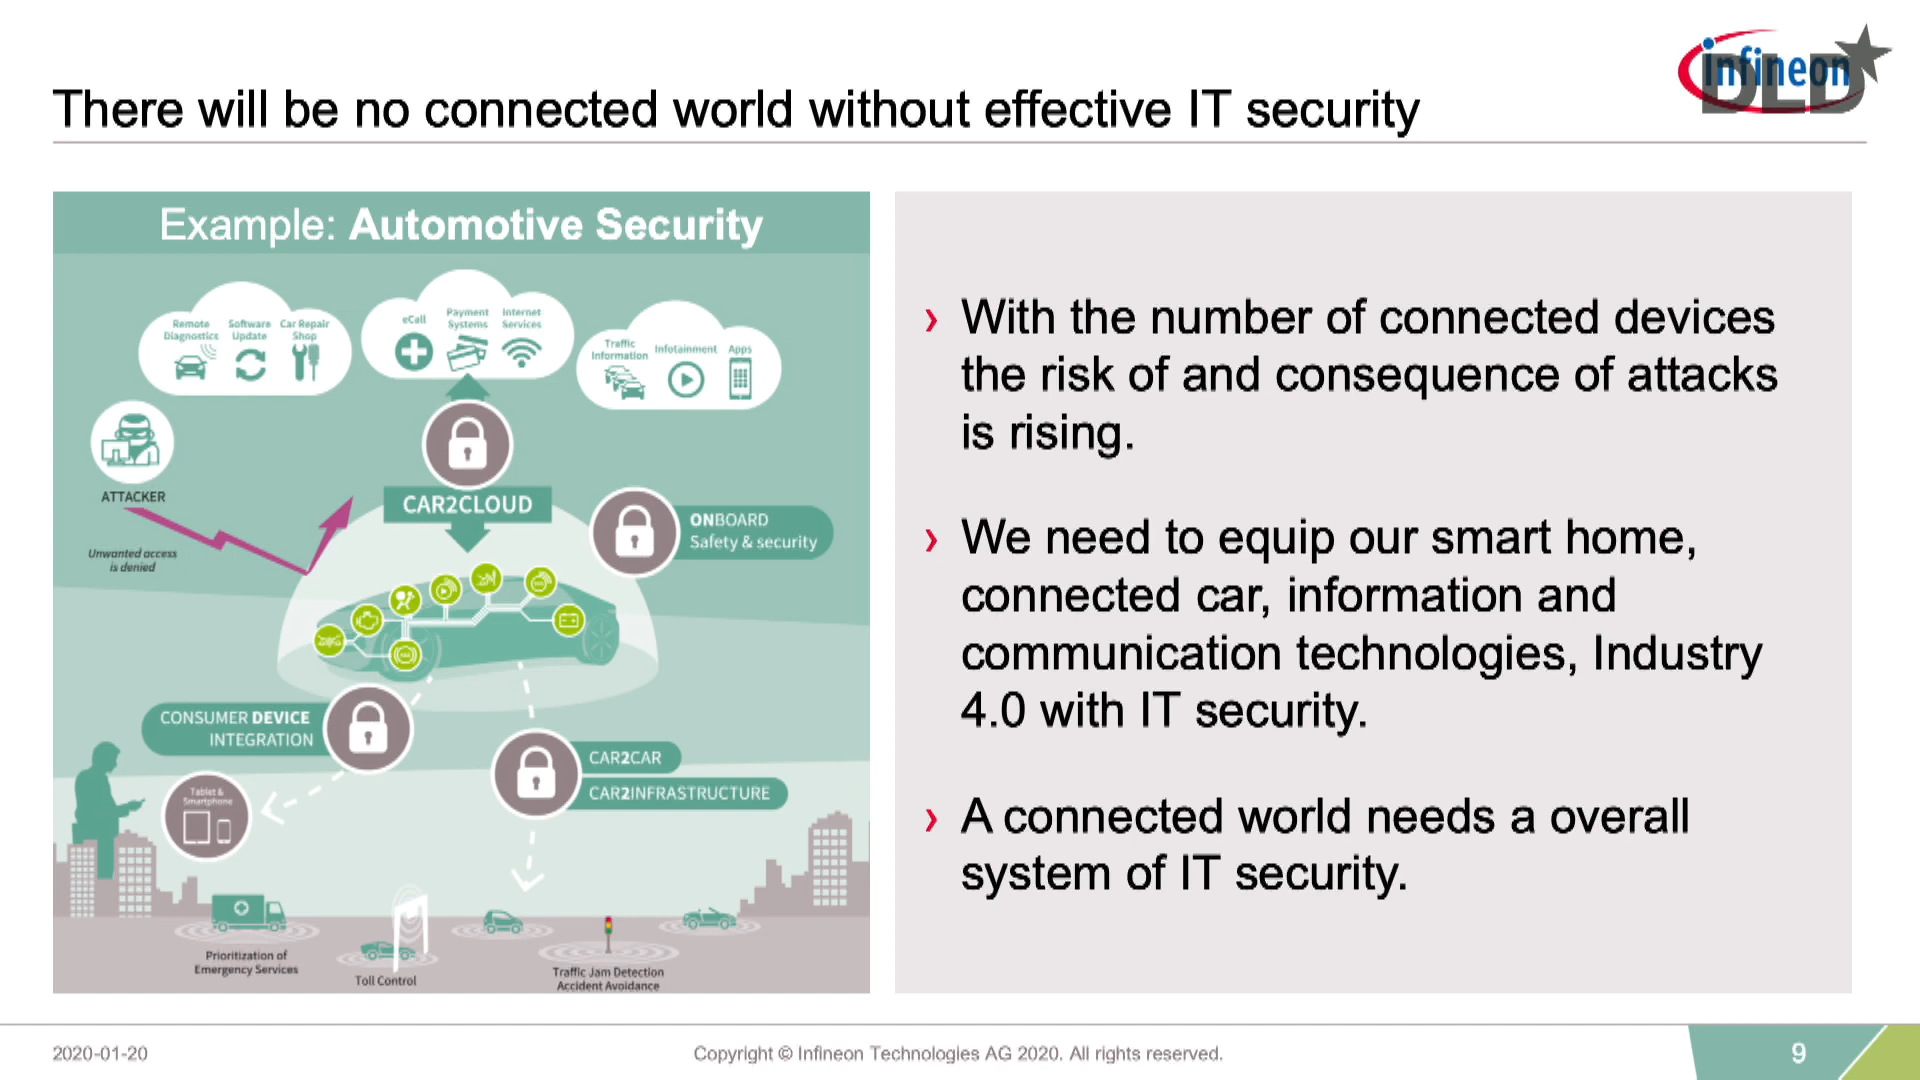 There will be no connected world without effective IT security
infineon
DLD
Example: Automotive Security
Remote
Diagnostics
Software
Update
Car Repair
Shop
eCall
Payment
Systems
Internet
Services
Traffic
Information
Infotainment
Apps
ATTACKER
Unwanted access
is denied
CAR2CLOUD
ONBOARD
Safety & security
CONSUMER DEVICE
INTEGRATION
Tablet &
Smartphone
CAR2CAR
CAR2INFRASTRUCTURE
Prioritization of
Emergency Services
Toll Control
Traffic Jam Detection
Accident Avoidance
› With the number of connected devices
the risk of and consequence of attacks
is rising.
› We need to equip our smart home,
connected car, information and
communication technologies, Industry
4.0 with IT security.
› A connected world needs a overall
system of IT security.
2020-01-20
Copyright © Infineon Technologies AG 2020. All rights reserved.
9